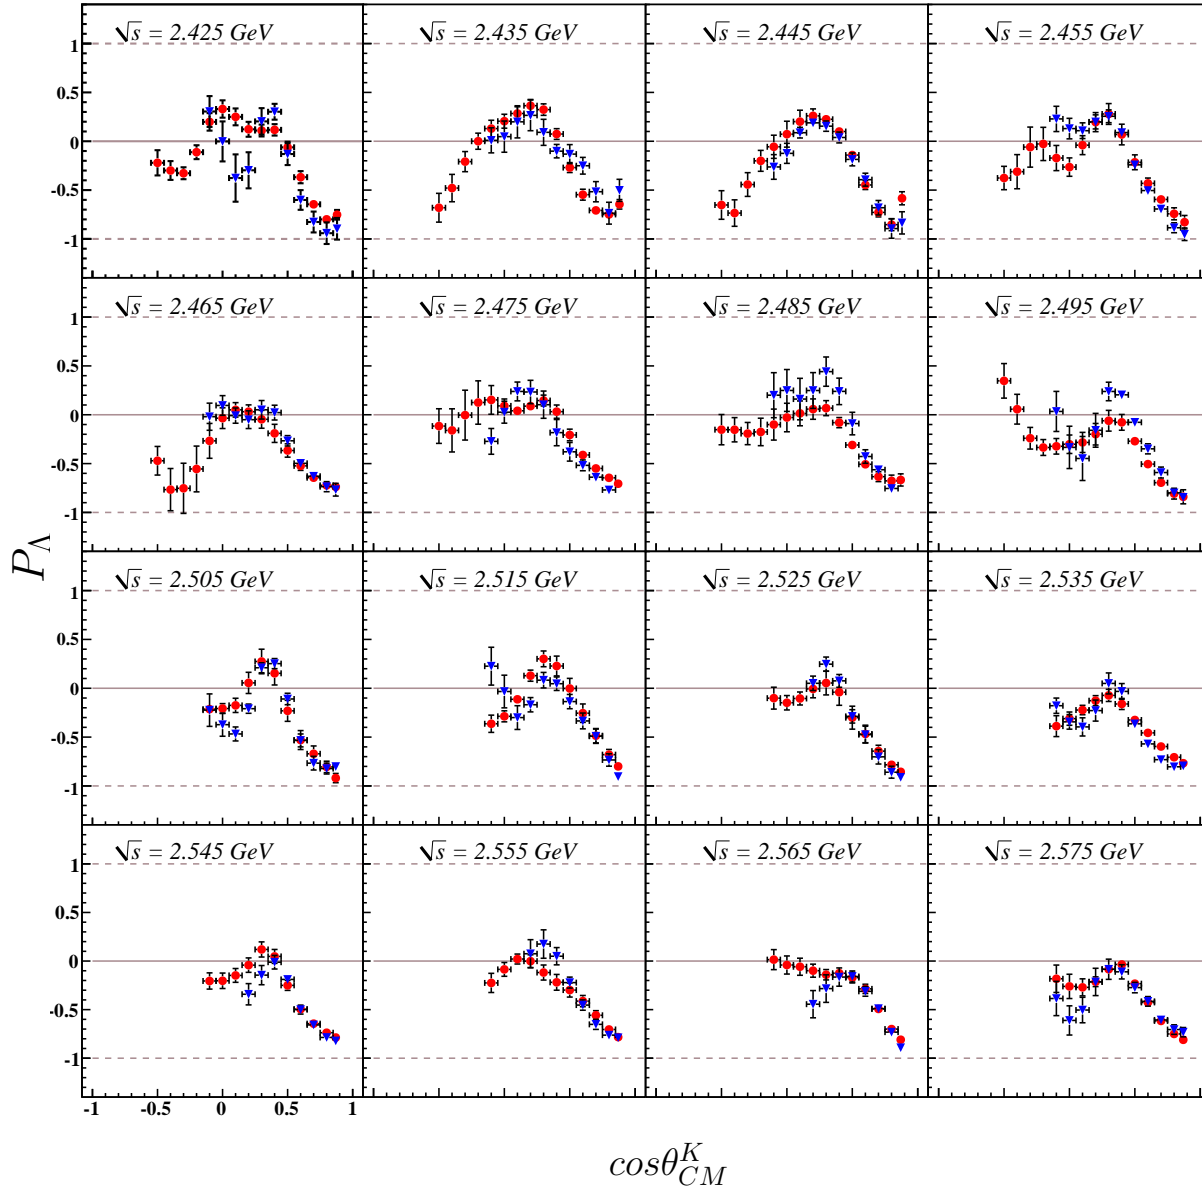 √s = 2.425 GeV √s = 2.435 GeV √s = 2.445 GeV √s = 2.455 GeV
1
0.5
0
-0.5
-1
√s = 2.465 GeV √s = 2.475 GeV √s = 2.485 GeV √s = 2.495 GeV
1
0.5
0
-0.5
-1
P_Λ
√s = 2.505 GeV √s = 2.515 GeV √s = 2.525 GeV √s = 2.535 GeV
1
0.5
0
-0.5
-1
√s = 2.545 GeV √s = 2.555 GeV √s = 2.565 GeV √s = 2.575 GeV
1
0.5
0
-0.5
-1
-1 -0.5 0 0.5 1
cosθ^K_CM